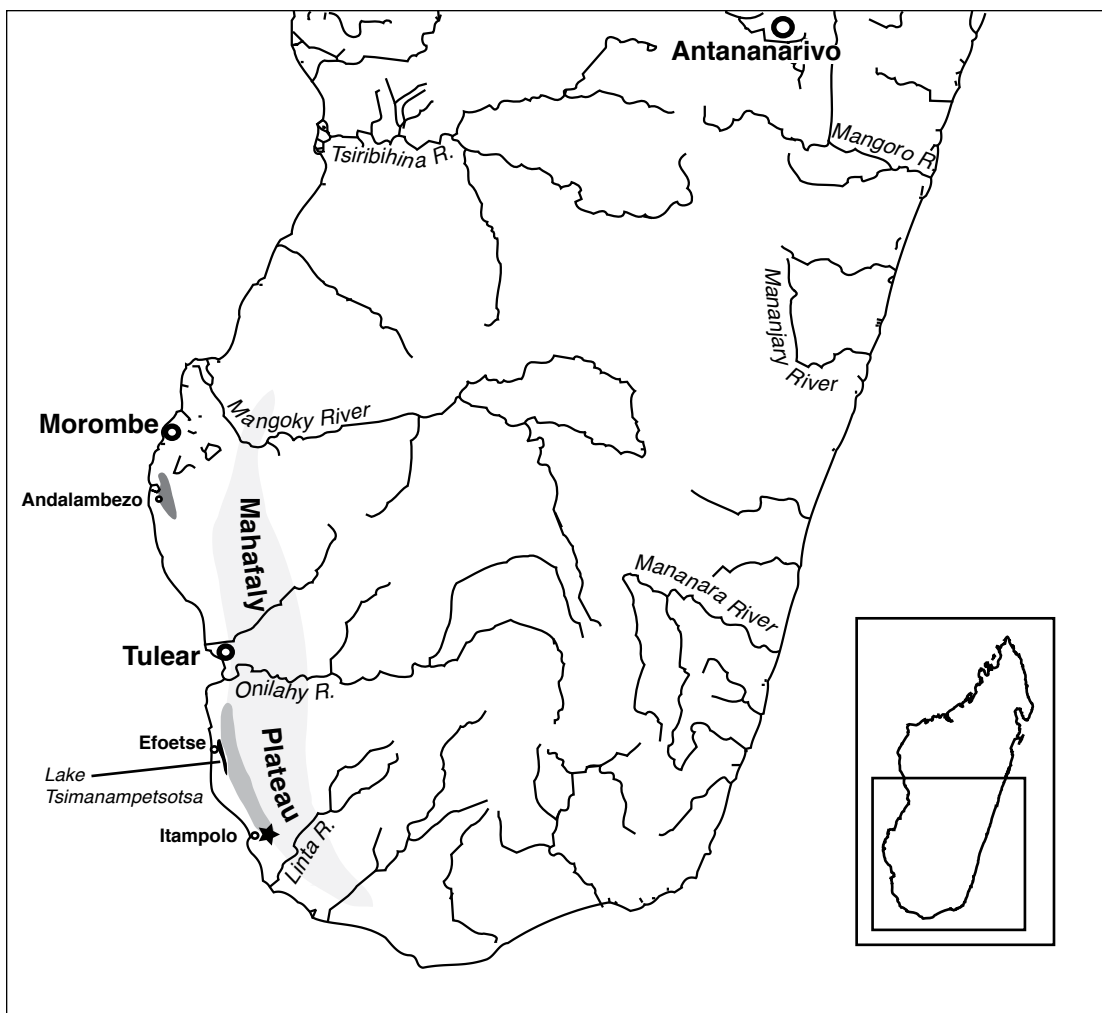 Antananarivo
Mangoro R.
Tsiribihina R.
Mananjary River
Mangoky River
Morombe
Andalambezo
Mahafaly Plateau
Mananara River
Tulear
Onilahy R.
Efoetse
Lake
Tsimanampetsotsa
Itampolo
Linta R.